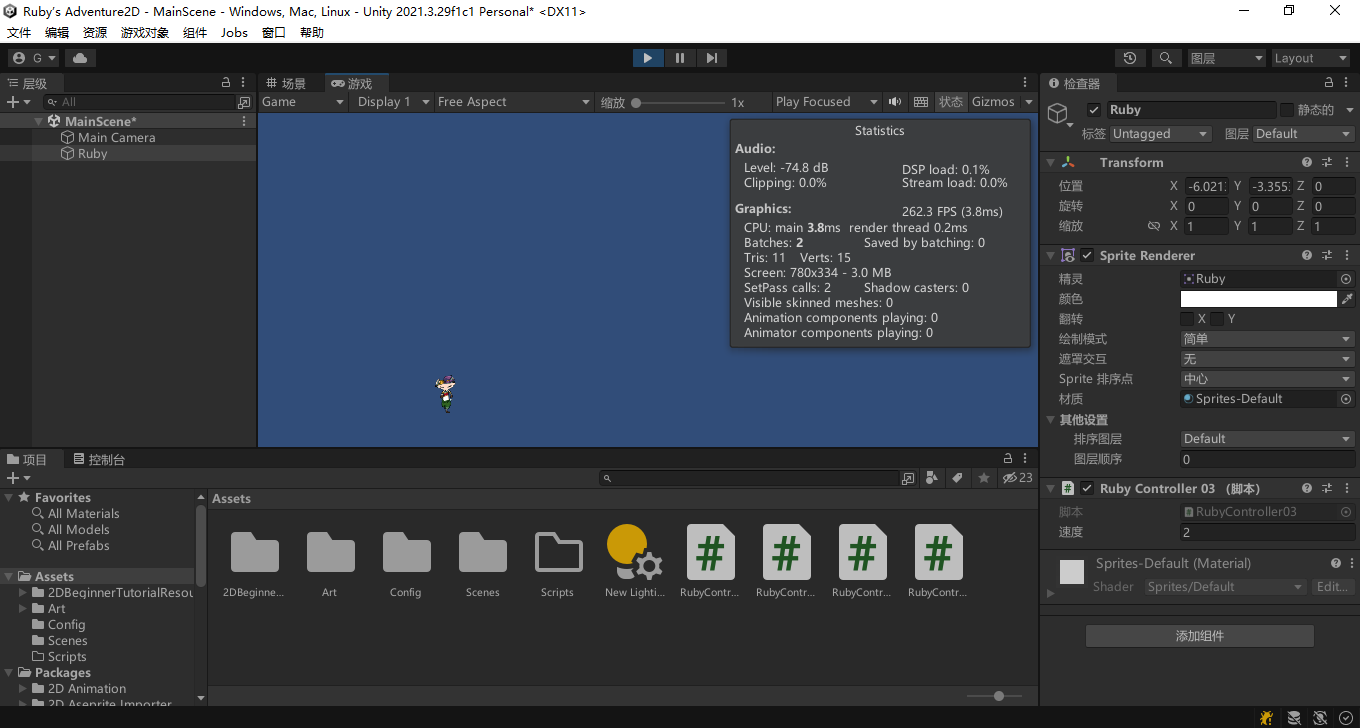 Ruby's Adventure2D - MainScene - Windows, Mac, Linux - Unity 2021.3.29f1c1 Personal* <DX11>
文件 编辑 资源 游戏对象 组件 Jobs 窗口 帮助
G
图层 Layout
层级
All
MainScene*
Main Camera
Ruby
场景 游戏
Game Display 1 Free Aspect 缩放 1x Play Focused 状态 Gizmos
Statistics
Audio:
Level: -74.8 dB DSP load: 0.1%
Clipping: 0.0% Stream load: 0.0%
Graphics: 262.3 FPS (3.8ms)
CPU: main 3.8ms render thread 0.2ms
Batches: 2 Saved by batching: 0
Tris: 11 Verts: 15
Screen: 780x334 - 3.0 MB
SetPass calls: 2 Shadow casters: 0
Visible skinned meshes: 0
Animation components playing: 0
Animator components playing: 0
检查器
Ruby 静态的
标签 Untagged 图层 Default
Transform
位置 X -6.021 Y -3.355 Z 0
旋转 X 0 Y 0 Z 0
缩放 X 1 Y 1 Z 1
Sprite Renderer
精灵 Ruby
颜色
翻转 X Y
绘制模式 简单
遮罩交互 无
Sprite 排序点 中心
材质 Sprites-Default
其他设置
排序图层 Default
图层顺序 0
Ruby Controller 03 （脚本）
脚本 RubyController03
速度 2
Sprites-Default (Material)
Shader Sprites/Default Edit...
添加组件
项目 控制台
23
Favorites
All Materials
All Models
All Prefabs
Assets
2DBeginnerTutorialResou
Art
Config
Scenes
Scripts
Packages
2D Animation
2D Aseprite Importer
Assets
2DBeginne... Art Config Scenes Scripts New Lighti... RubyContr... RubyContr... RubyContr... RubyContr...